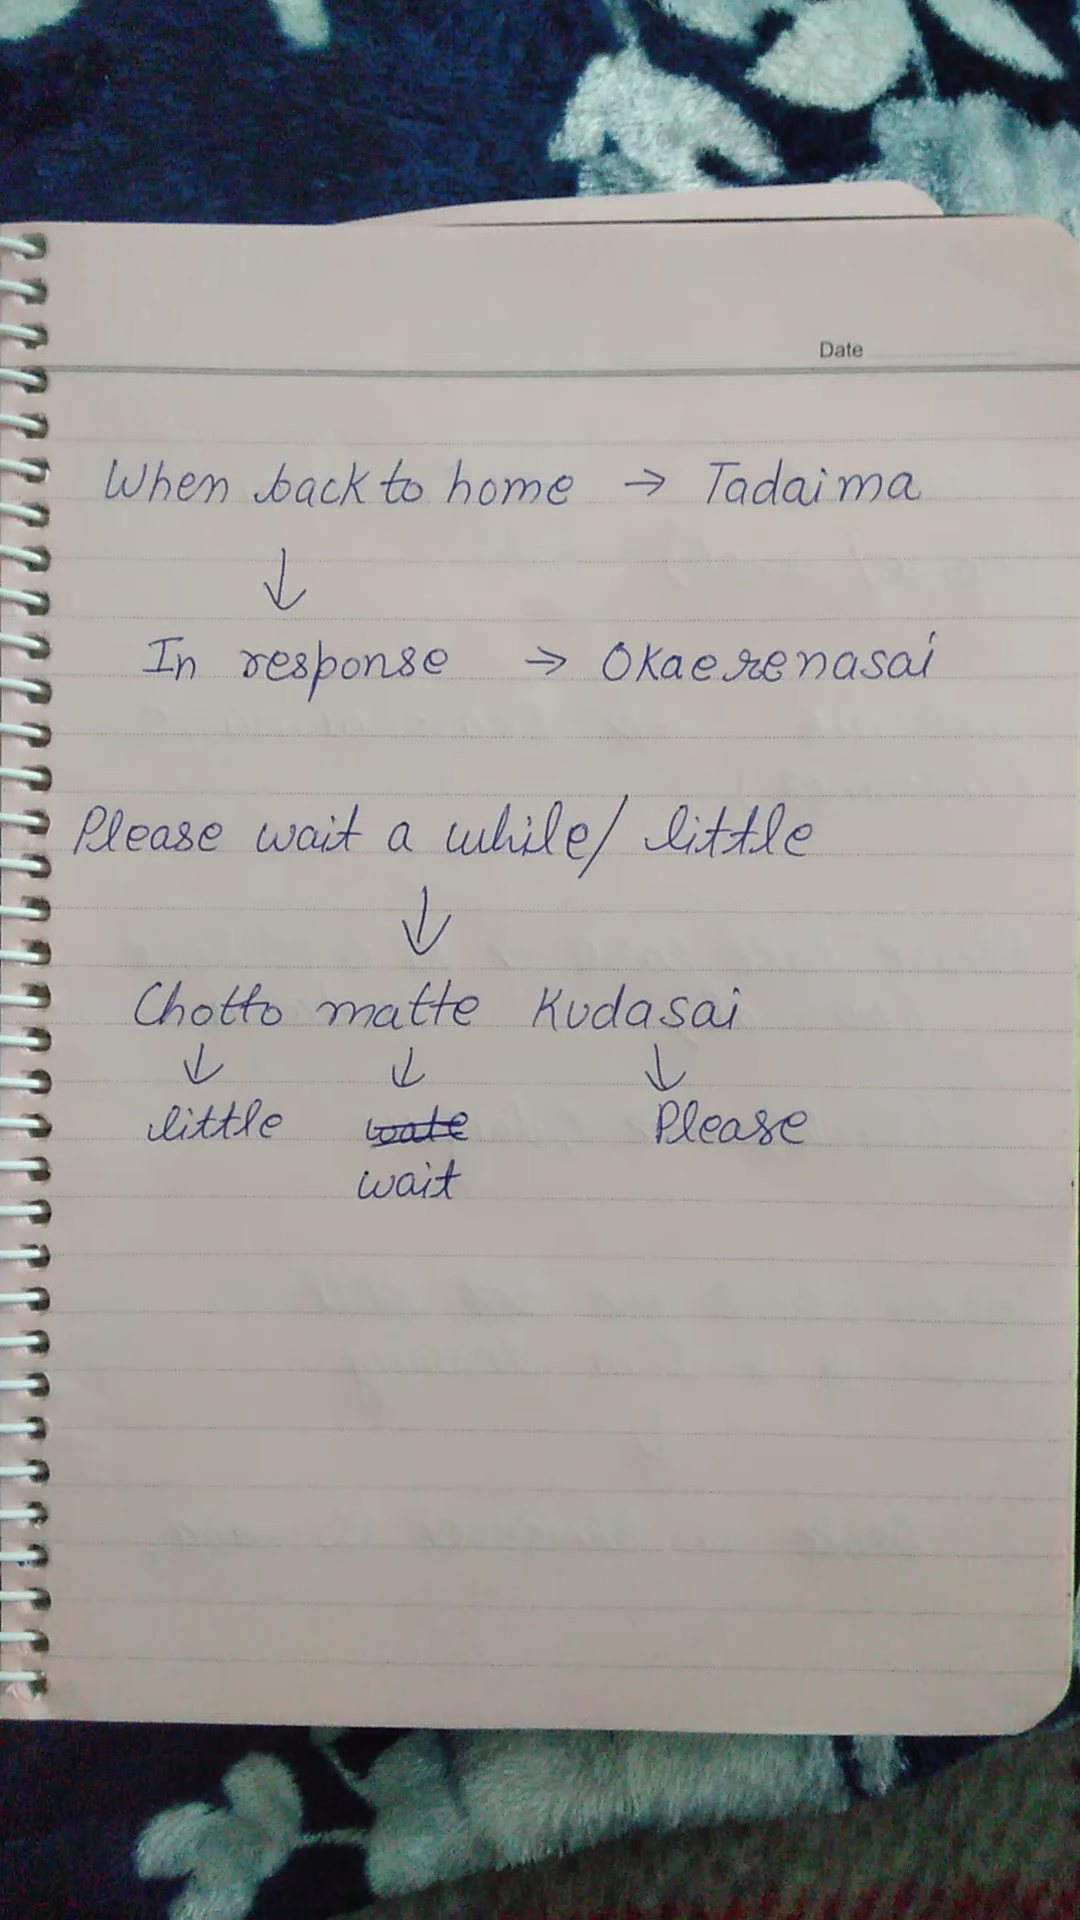 Date
When back to home → Tadaima
↓
In response → Okaerenasai
Please wait a while/ little
↓
Chotto matte Kudasai
↓ ↓ ↓
little wate Please
wait